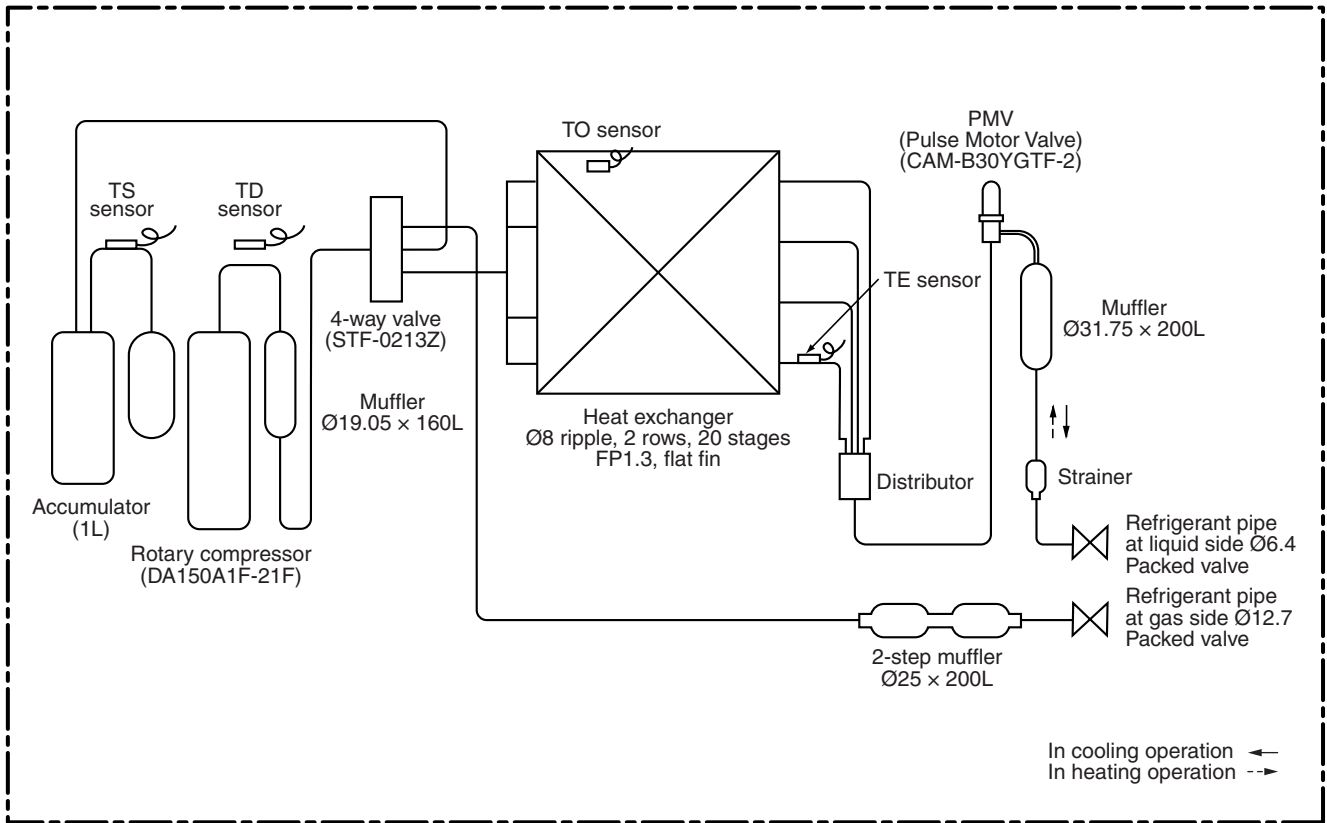 TO sensor
PMV
(Pulse Motor Valve)
(CAM-B30YGTF-2)
TS
sensor
TD
sensor
TE sensor
4-way valve
(STF-0213Z)
Muffler
Ø31.75 × 200L
Muffler
Ø19.05 × 160L
Heat exchanger
Ø8 ripple, 2 rows, 20 stages
FP1.3, flat fin
Distributor
Strainer
Accumulator
(1L)
Rotary compressor
(DA150A1F-21F)
Refrigerant pipe
at liquid side Ø6.4
Packed valve
Refrigerant pipe
at gas side Ø12.7
Packed valve
2-step muffler
Ø25 × 200L
In cooling operation
In heating operation